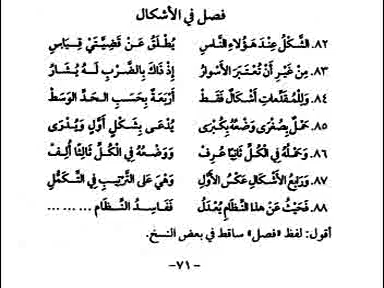 فصل في الأشكال
٨٢. الشَّكْلُ عِنْدَ هَؤُلَاءِ النَّاسِ يُطْلَقُ عَنْ قَضِيَّتَيْ قِيَاسِ
٨٣. مِنْ غَيْرِ أَنْ تُعْتَبَرَ الْأَسْوَارُ إِذْ ذَاكَ بِالضَّرْبِ لَهُ يُشَارُ
٨٤. وَلِلْمُقَدِّمَاتِ أَشْكَالٌ فَقَطْ أَرْبَعَةٌ بِحَسَبِ الْحَدِّ الْوَسَطْ
٨٥. حَمْلٌ بِصُغْرَى وَضْعُهُ بِكُبْرَى يُدْعَى بِشَكْلٍ أَوَّلٍ وَيُدْرَى
٨٦. وَحَمْلُهُ فِي الْكُلِّ ثَانِيًا عُرِفْ وَوَضْعُهُ فِي الْكُلِّ ثَالِثًا أُلِفْ
٨٧. وَرَابِعُ الْأَشْكَالِ عَكْسُ الْأَوَّلِ وَهْيَ عَلَى التَّرْتِيبِ فِي التَّكَمُّلِ
٨٨. فَحَيْثُ عَنْ هَذَا النِّظَامِ يُعْدَلُ فَفَاسِدُ النِّظَامِ ... ... ...
أقول: لفظ «فصل» ساقط في بعض النسخ.
-٧١-